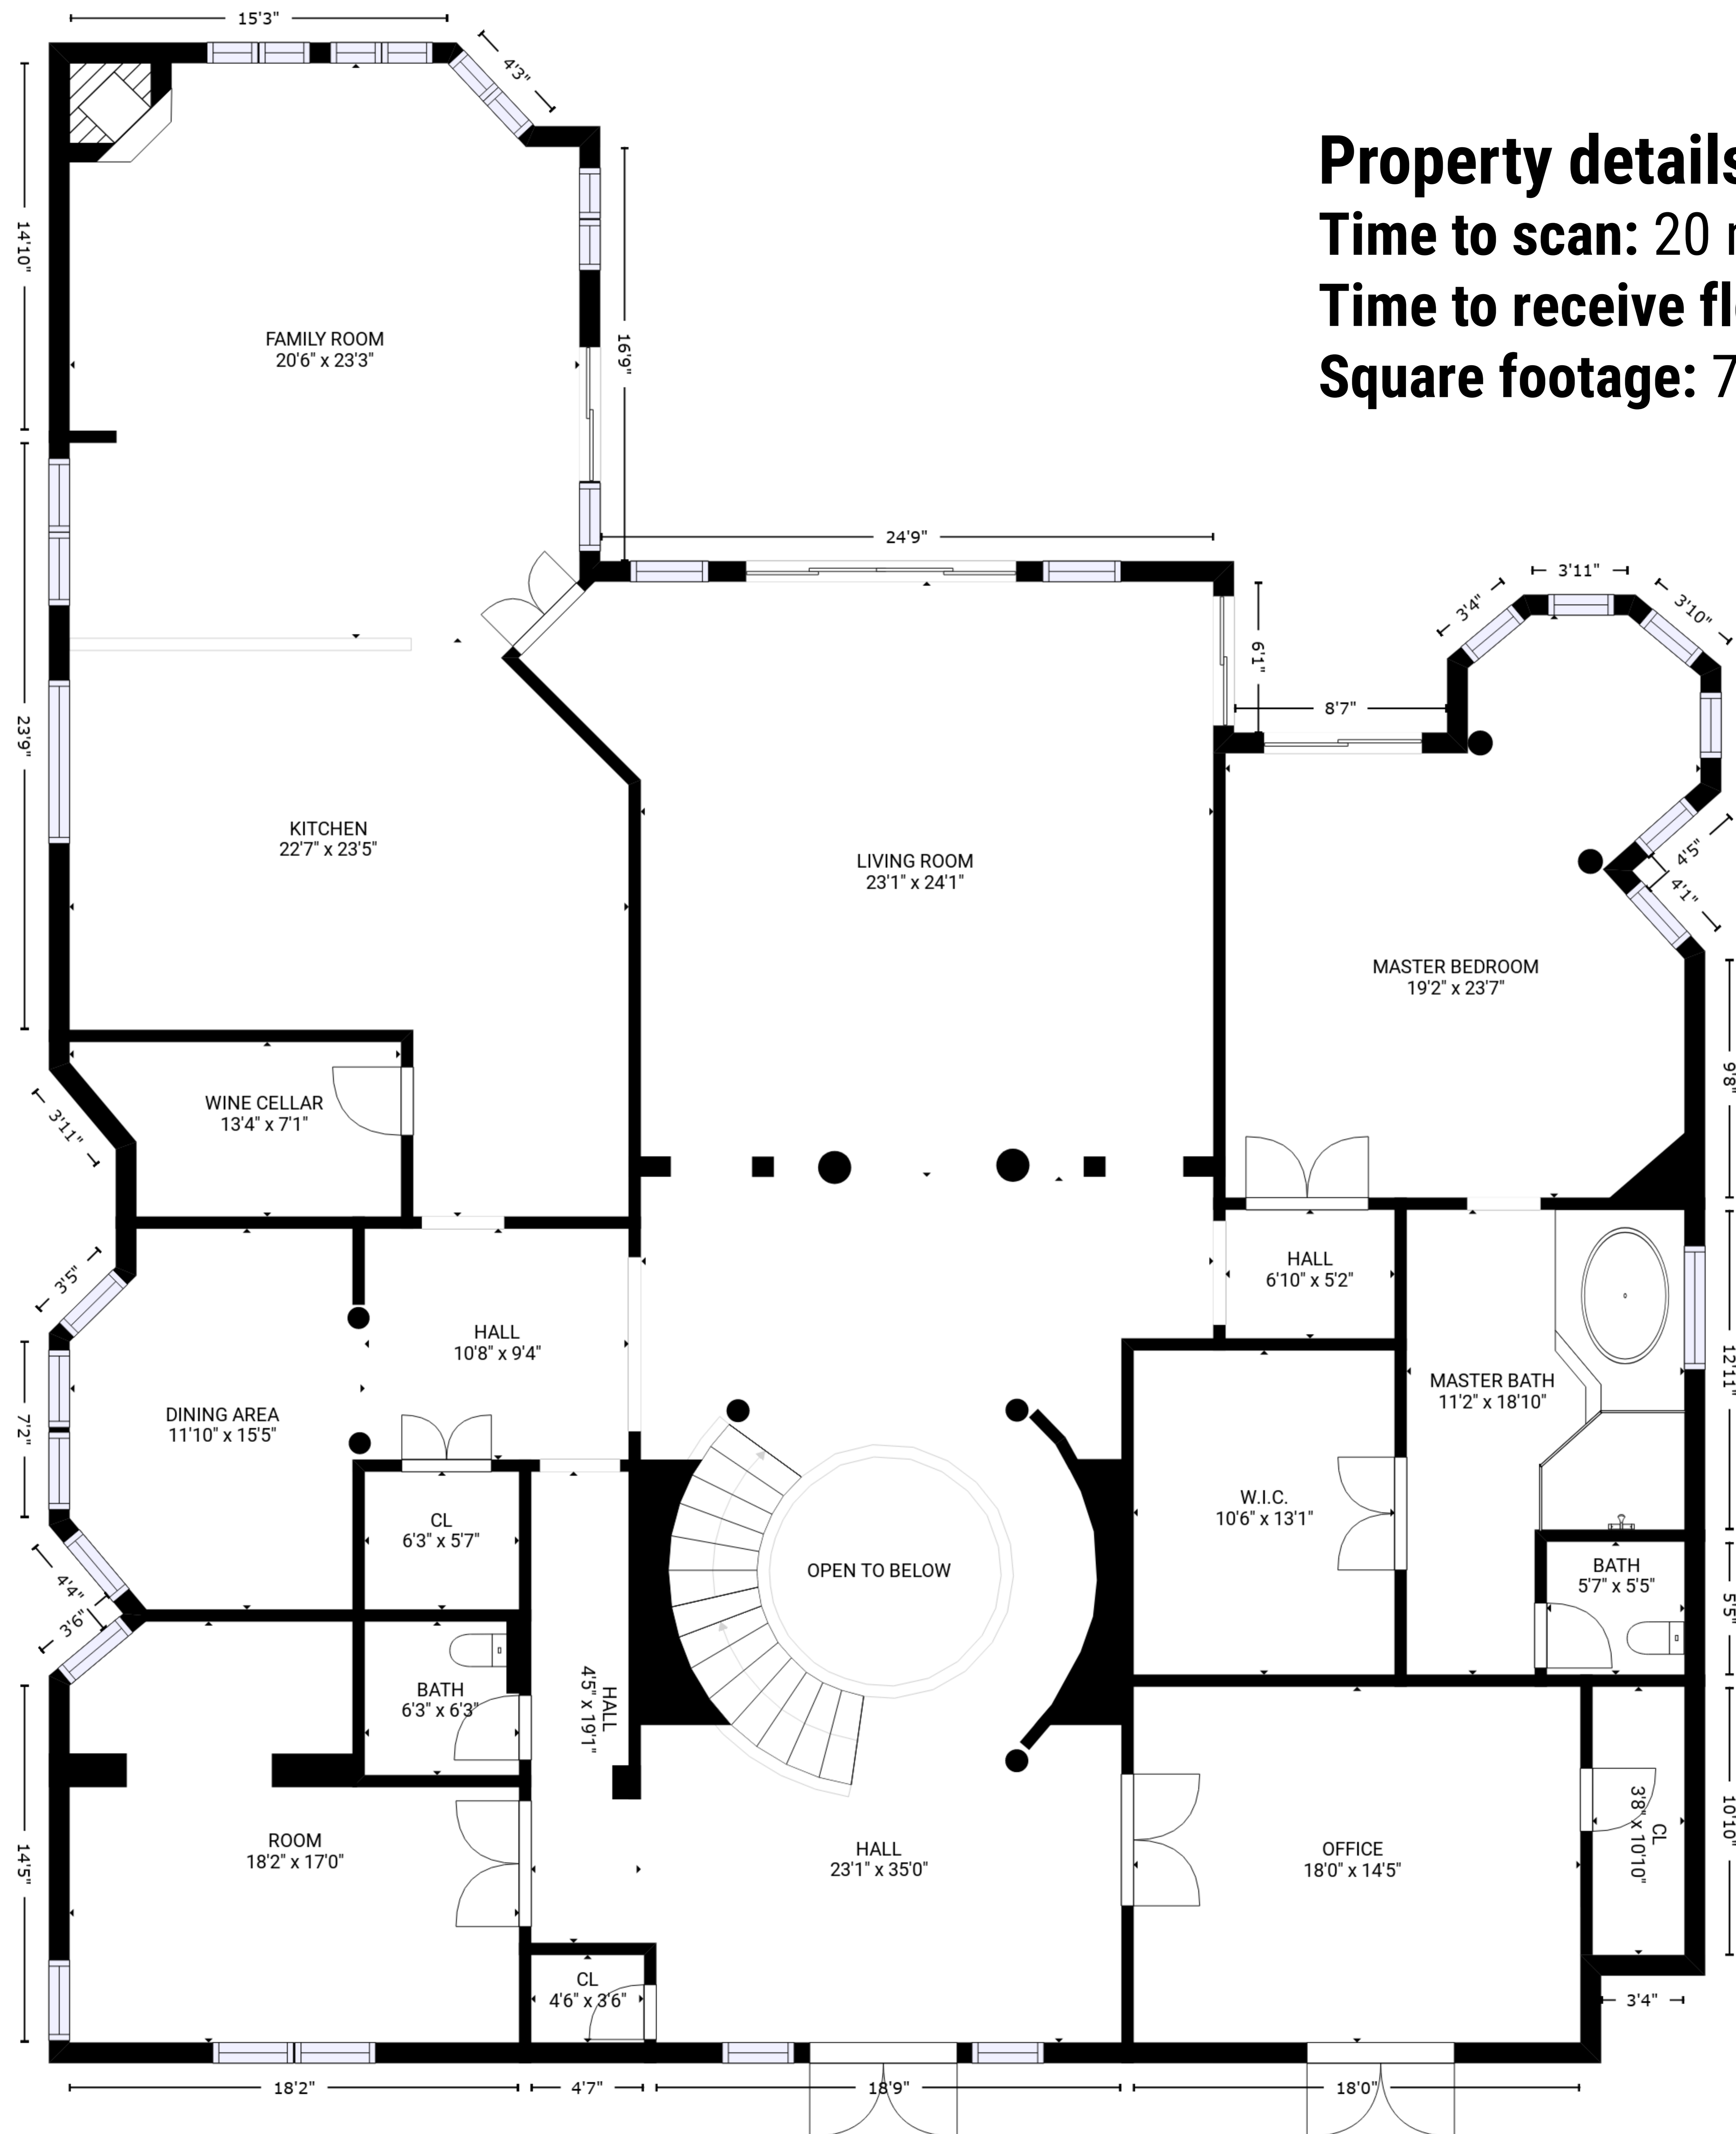 15'3"
4'3"
Property details
Time to scan: 20
Time to receive
Square footage: 7
14'10"
FAMILY ROOM
20'6" x 23'3"
16'9"
24'9"
3'11"
3'4"
3'10"
6'1"
8'7"
23'9"
KITCHEN
22'7" x 23'5"
LIVING ROOM
23'1" x 24'1"
4'5"
4'1"
MASTER BEDROOM
19'2" x 23'7"
9'8"
WINE CELLAR
13'4" x 7'1"
3'11"
3'5"
HALL
6'10" x 5'2"
HALL
10'8" x 9'4"
12'11"
MASTER BATH
11'2" x 18'10"
DINING AREA
11'10" x 15'5"
7'2"
CL
6'3" x 5'7"
W.I.C.
10'6" x 13'1"
OPEN TO BELOW
BATH
5'7" x 5'5"
5'5"
4'4"
3'6"
BATH
6'3" x 6'3"
HALL
4'5" x 19'1"
ROOM
18'2" x 17'0"
HALL
23'1" x 35'0"
OFFICE
18'0" x 14'5"
CL
3'8" x 10'10"
10'10"
14'5"
CL
4'6" x 3'6"
3'4"
18'2"
4'7"
18'9"
18'0"